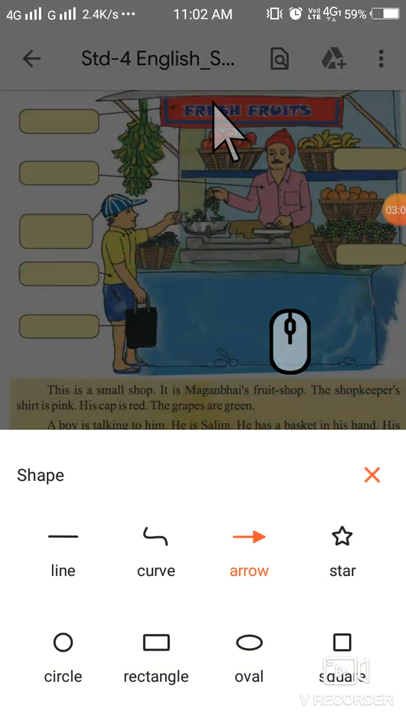 4G G 2.4K/s ••• 11:02 AM VoLTE 4G 59%
Std-4 English_S...
FRESH FRUITS
03:0
This is a small shop. It is Maganbhai's fruit-shop. The shopkeeper's
shirt is pink. His cap is red. The grapes are green.
A boy is talking to him. He is Salim. He has a basket in his hand. His
Shape
line curve arrow star
circle rectangle oval square
V RECORDER